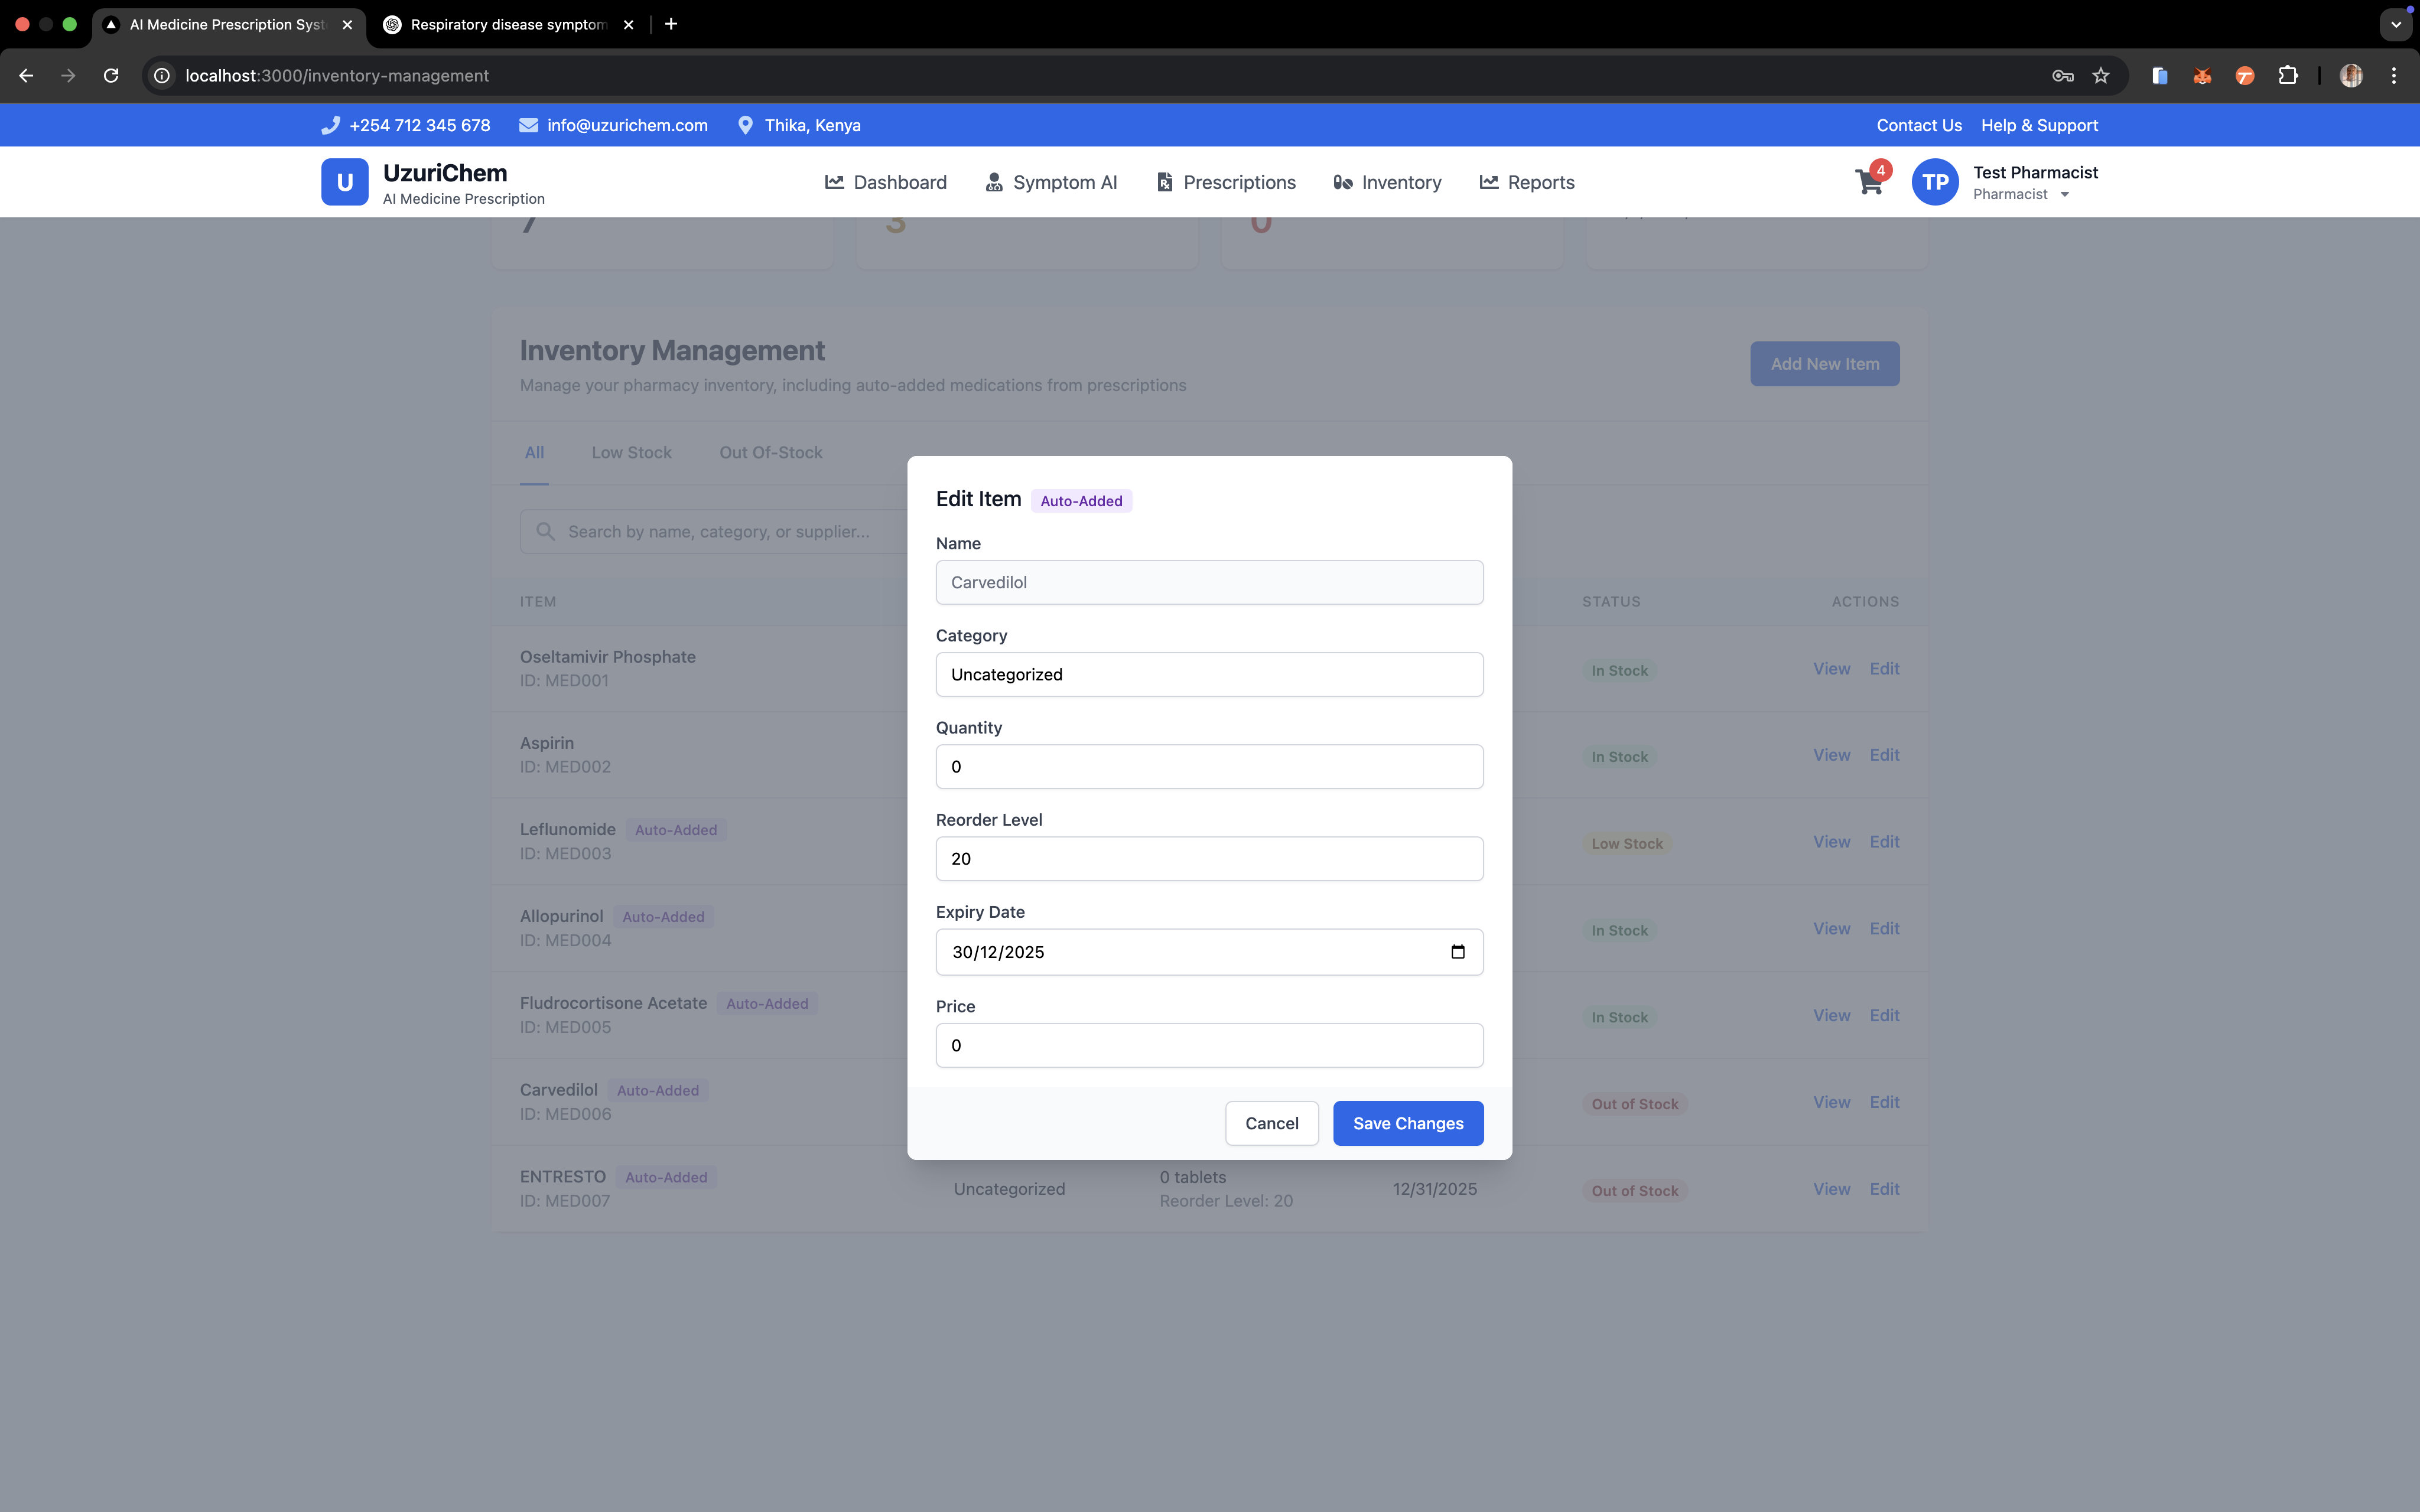 AI Medicine Prescription Syst
Respiratory disease symptom
localhost:3000/inventory-management
+254 712 345 678
info@uzurichem.com
Thika, Kenya
Contact Us
Help & Support
U
UzuriChem
AI Medicine Prescription
Dashboard
Symptom AI
Prescriptions
Inventory
Reports
4
TP
Test Pharmacist
Pharmacist
7
3
0
Inventory Management
Manage your pharmacy inventory, including auto-added medications from prescriptions
Add New Item
All
Low Stock
Out Of-Stock
Search by name, category, or supplier...
ITEM
STATUS
ACTIONS
Oseltamivir Phosphate
ID: MED001
In Stock
View
Edit
Aspirin
ID: MED002
In Stock
View
Edit
Leflunomide
Auto-Added
ID: MED003
Low Stock
View
Edit
Allopurinol
Auto-Added
ID: MED004
In Stock
View
Edit
Fludrocortisone Acetate
Auto-Added
ID: MED005
In Stock
View
Edit
Carvedilol
Auto-Added
ID: MED006
Out of Stock
View
Edit
ENTRESTO
Auto-Added
ID: MED007
Uncategorized
0 tablets
Reorder Level: 20
12/31/2025
Out of Stock
View
Edit
Edit Item
Auto-Added
Name
Carvedilol
Category
Uncategorized
Quantity
0
Reorder Level
20
Expiry Date
30/12/2025
Price
0
Cancel
Save Changes